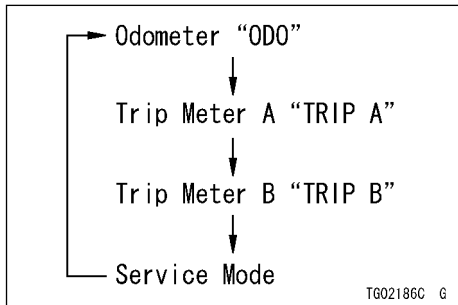 Odometer “ODO”
Trip Meter A “TRIP A”
Trip Meter B “TRIP B”
Service Mode
TG02186C G